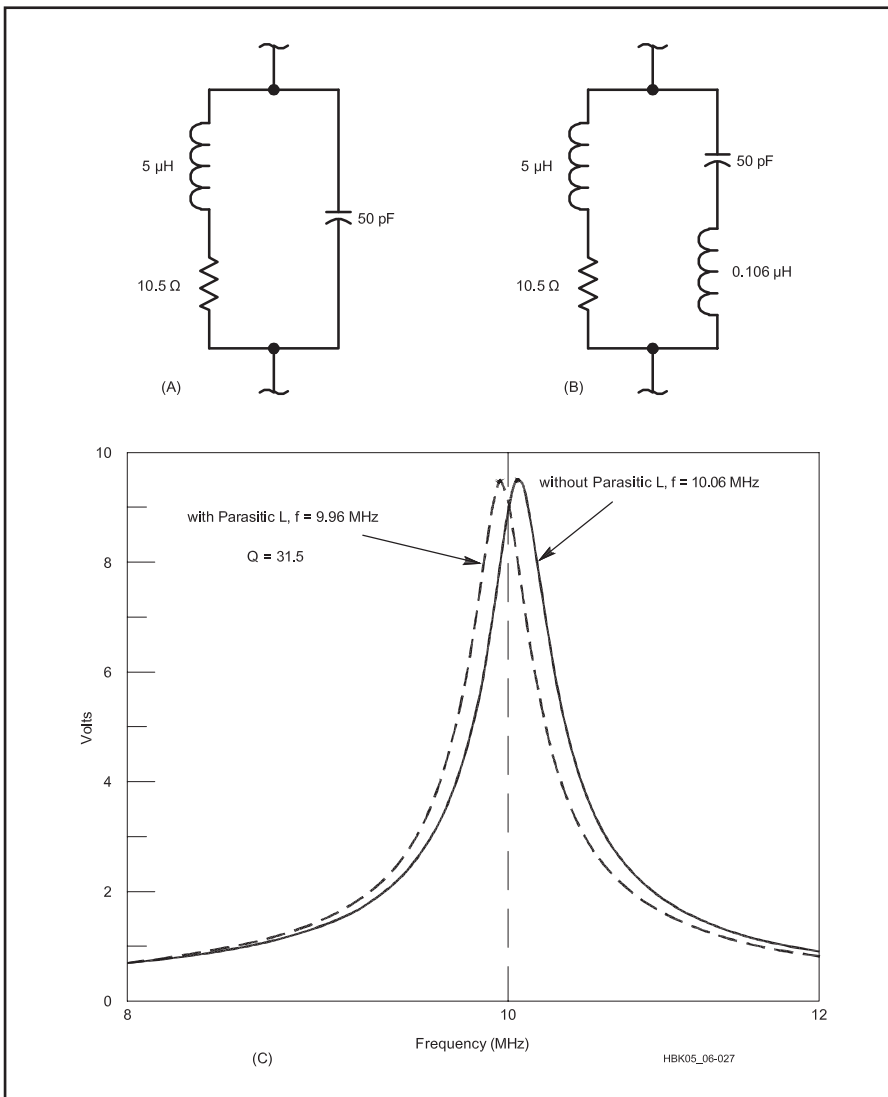 5 µH
50 pF
10.5 Ω
(A)
5 µH
50 pF
0.106 µH
10.5 Ω
(B)
10
8
6
4
2
0
Volts
with Parasitic L, f = 9.96 MHz
Q = 31.5
without Parasitic L, f = 10.06 MHz
8
10
12
Frequency (MHz)
(C)
HBK05_06-027